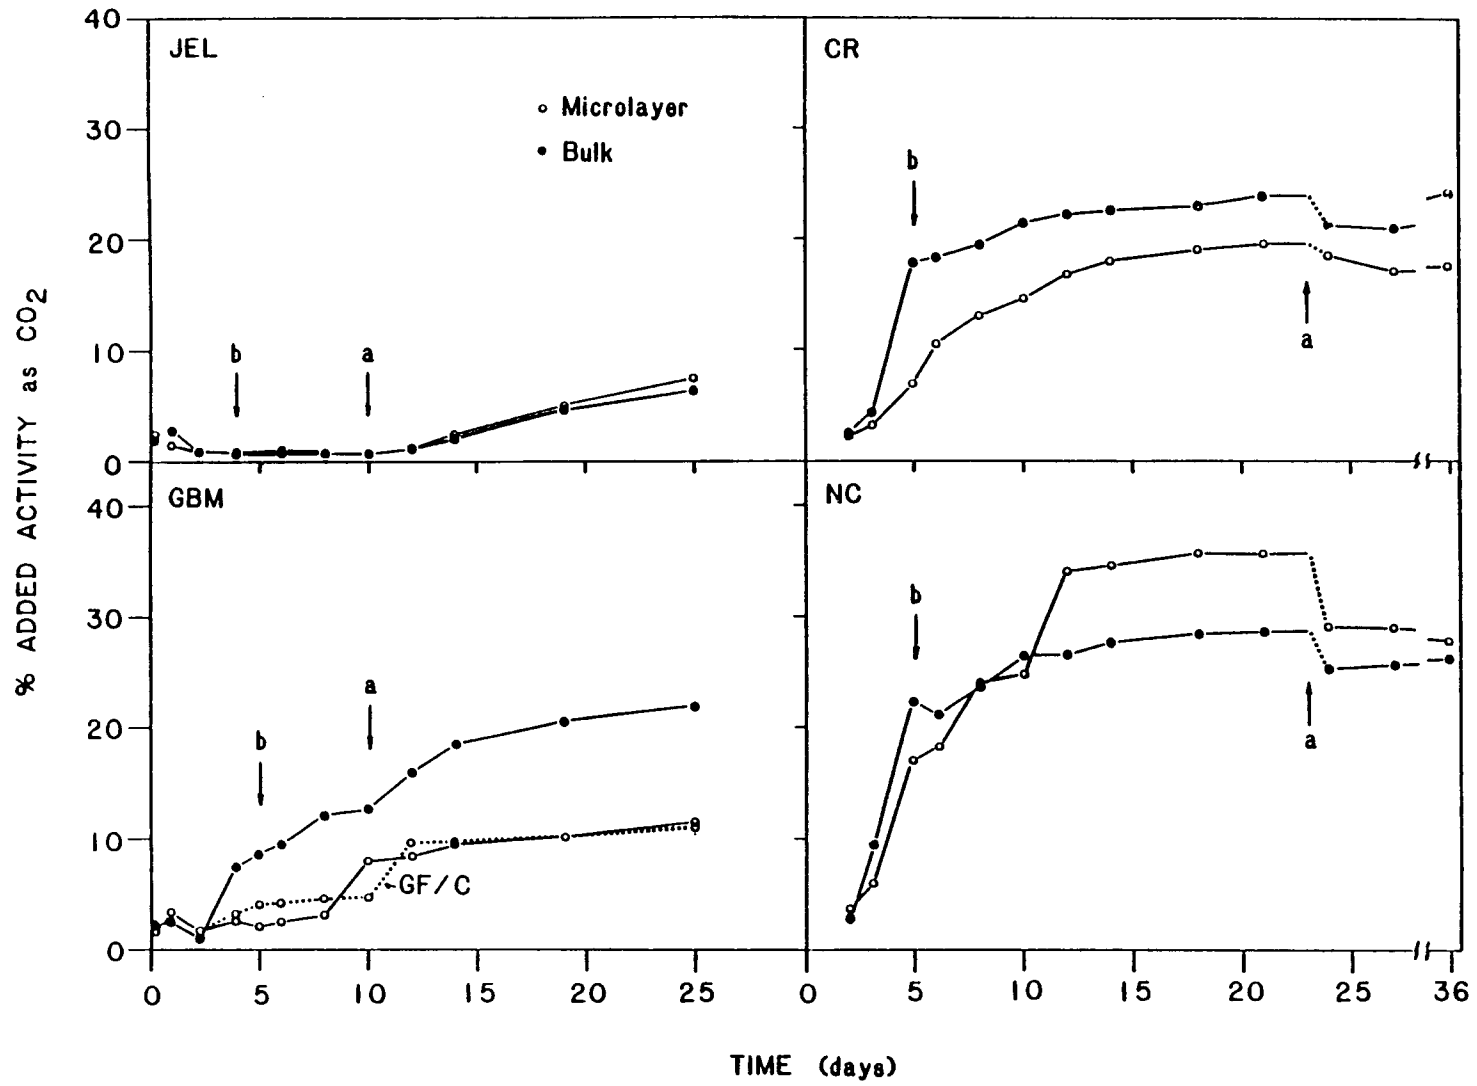 % ADDED ACTIVITY as CO2
40
30
20
10
0
JEL
Microlayer
Bulk
b
a
CR
b
a
40
30
20
10
0
GBM
b
a
GF/C
NC
b
a
0 5 10 15 20 25
0 5 10 15 20 25 36
TIME (days)